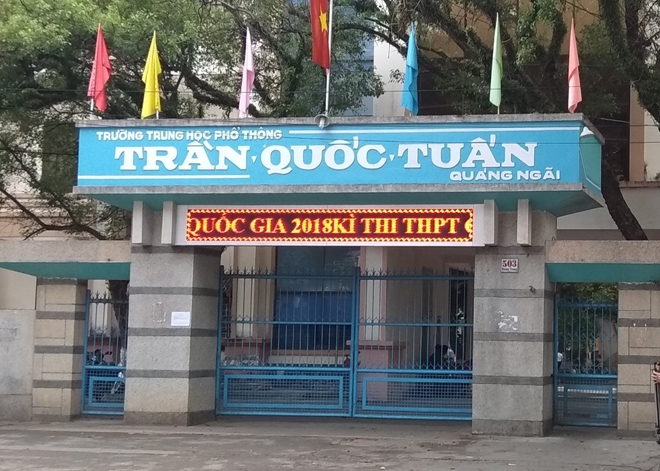 TRƯỜNG TRUNG HỌC PHỔ THÔNG
TRẦN · QUỐC · TUẤN
QUẢNG NGÃI
QUỐC GIA 2018KÌ THI THPT
503